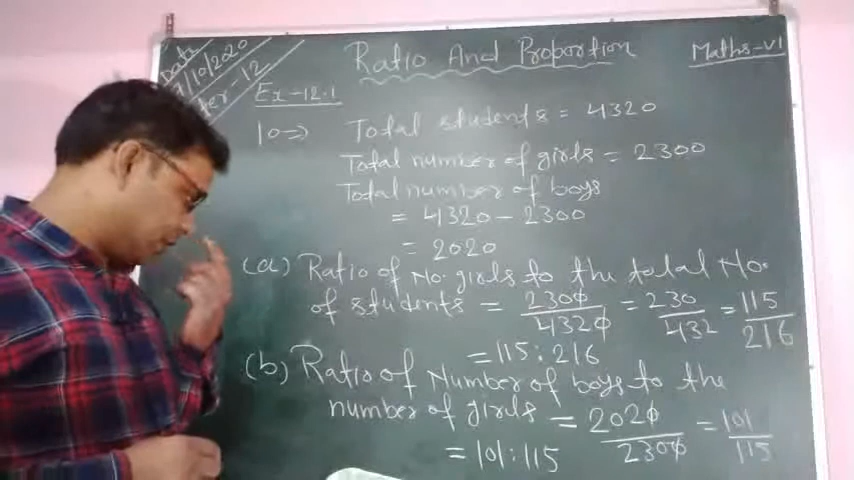 Date
1/10/2020
ter-12
Ratio And Proportion
Maths-VI
Ex-12.1
10⇒ Total students = 4320
Total number of girls = 2300
Total number of boys
= 4320 - 2300
= 2020
(a) Ratio of No. girls to the total No.
of students = 2300/4320 = 230/432 = 115/216
= 115:216
(b) Ratio of Number of boys to the
number of girls = 2020/2300 = 101/115
= 101:115